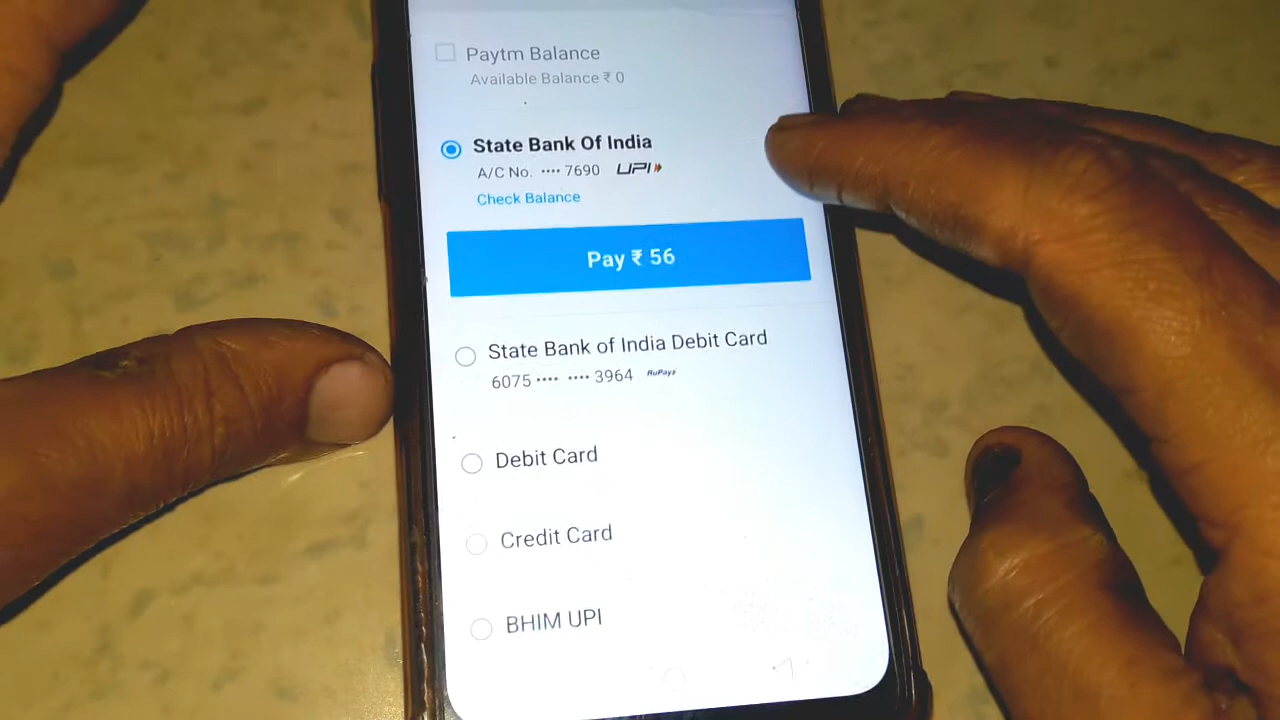 Paytm Balance
Available Balance ₹ 0
State Bank Of India
A/C No. •••• 7690 UPI
Check Balance
Pay ₹ 56
State Bank of India Debit Card
6075 •••• •••• 3964 RuPay
Debit Card
Credit Card
BHIM UPI